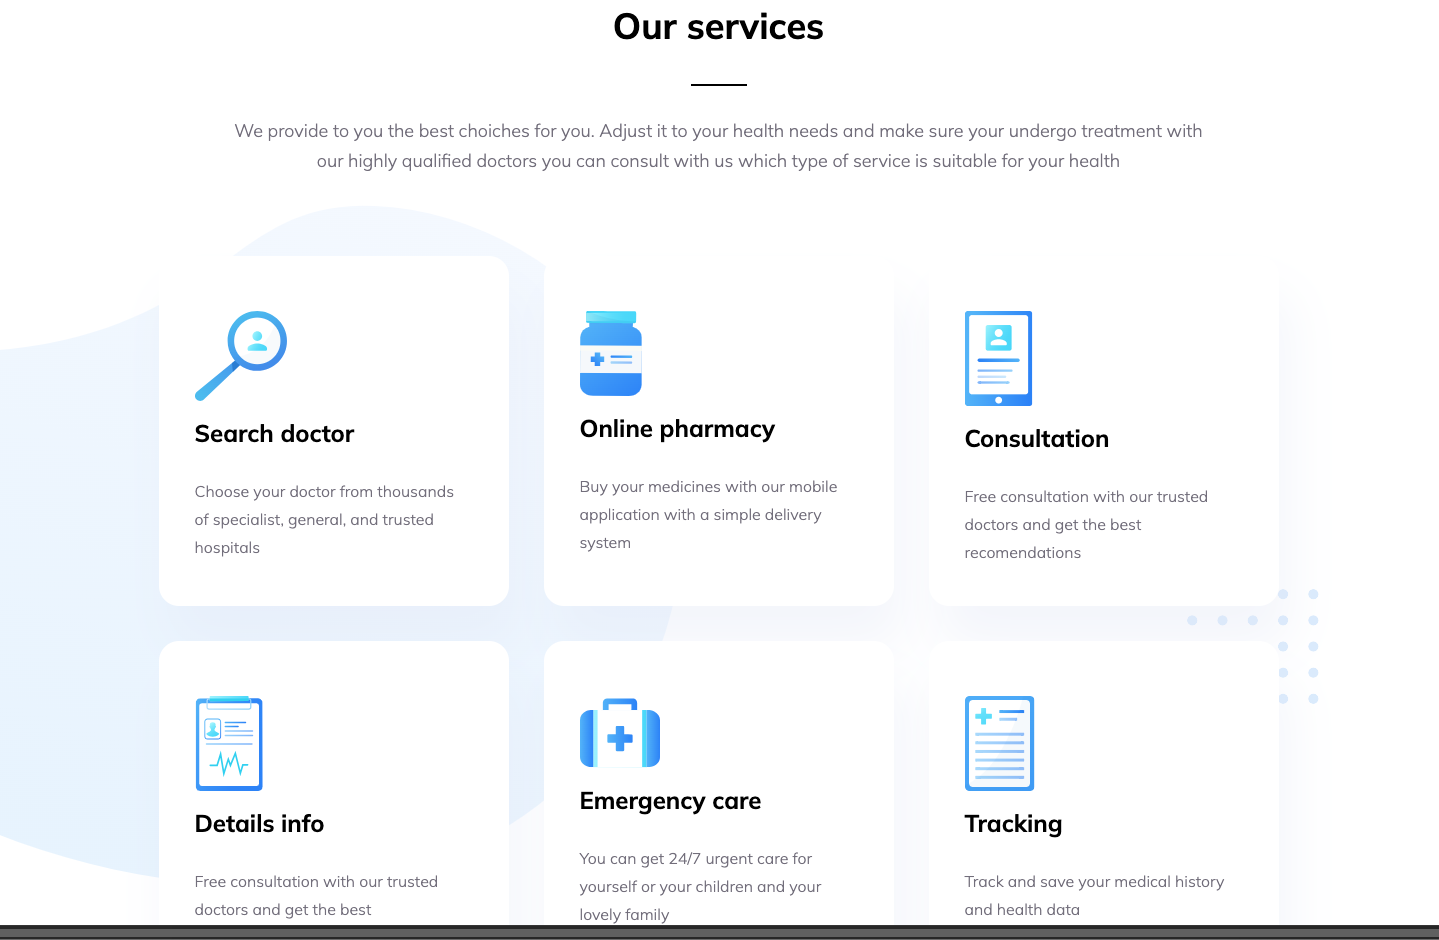 Our services
We provide to you the best choiches for you. Adjust it to your health needs and make sure your undergo treatment with
our highly qualified doctors you can consult with us which type of service is suitable for your health
Search doctor
Choose your doctor from thousands
of specialist, general, and trusted
hospitals
Online pharmacy
Buy your medicines with our mobile
application with a simple delivery
system
Consultation
Free consultation with our trusted
doctors and get the best
recomendations
Details info
Free consultation with our trusted
doctors and get the best
Emergency care
You can get 24/7 urgent care for
yourself or your children and your
lovely family
Tracking
Track and save your medical history
and health data